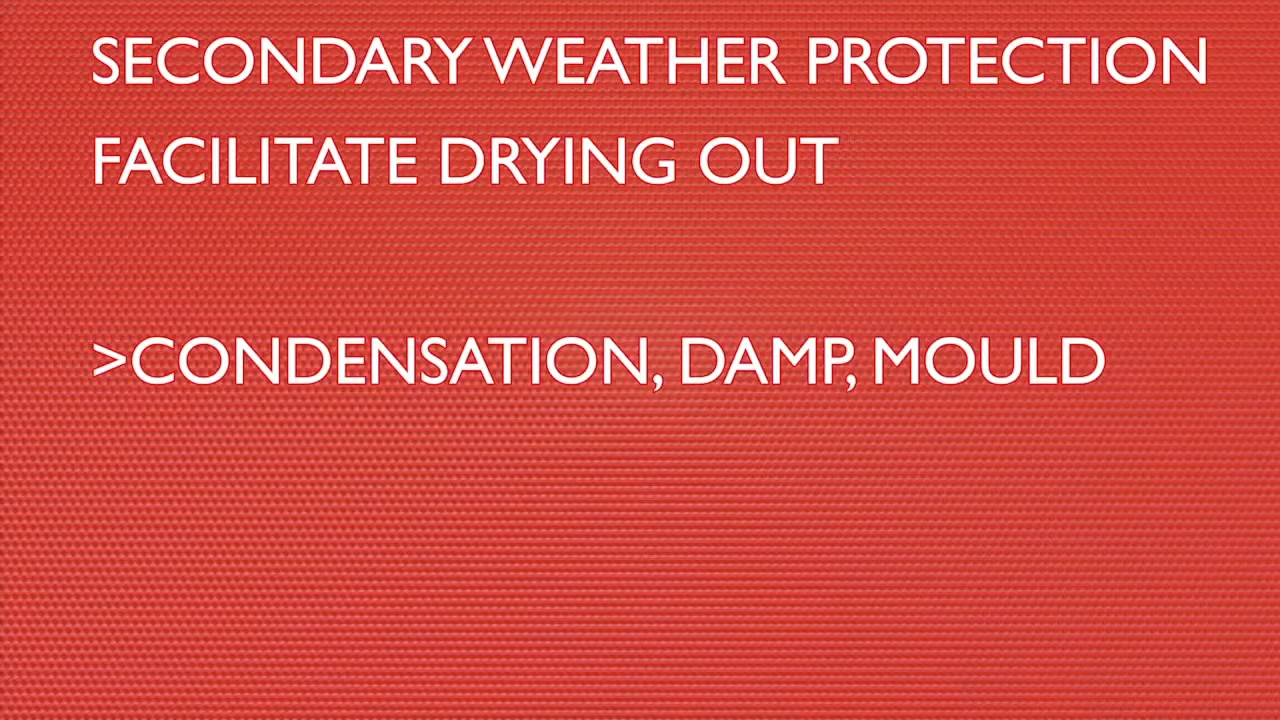 SECONDARY WEATHER PROTECTION
FACILITATE DRYING OUT
>CONDENSATION, DAMP, MOULD